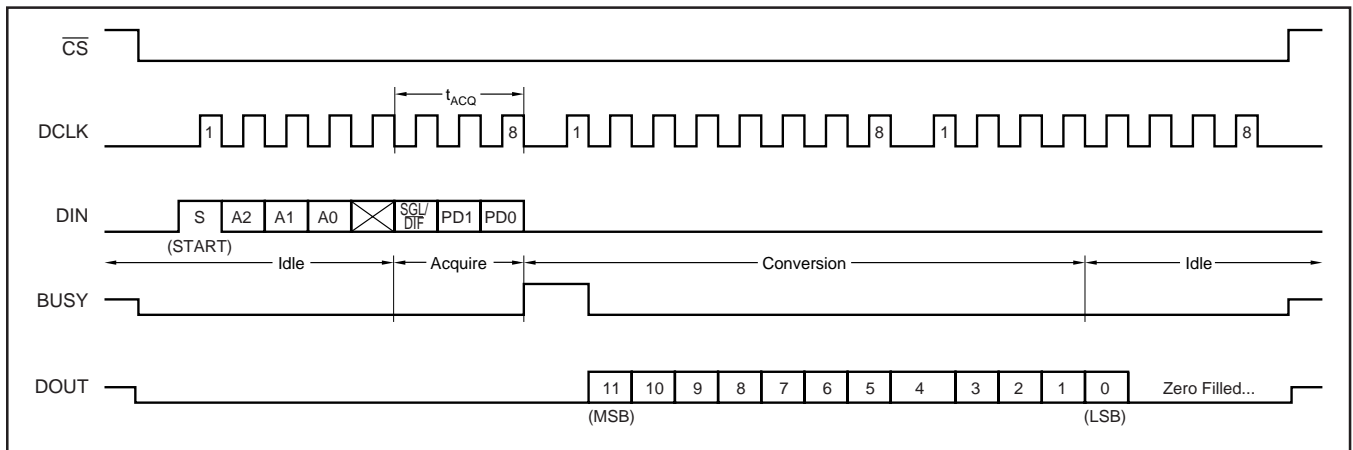 CS
tACQ
DCLK 1 8 1 8 1 8
DIN S A2 A1 A0 SGL/DIF PD1 PD0
(START)
Idle Acquire Conversion Idle
BUSY
DOUT 11 10 9 8 7 6 5 4 3 2 1 0 Zero Filled...
(MSB) (LSB)